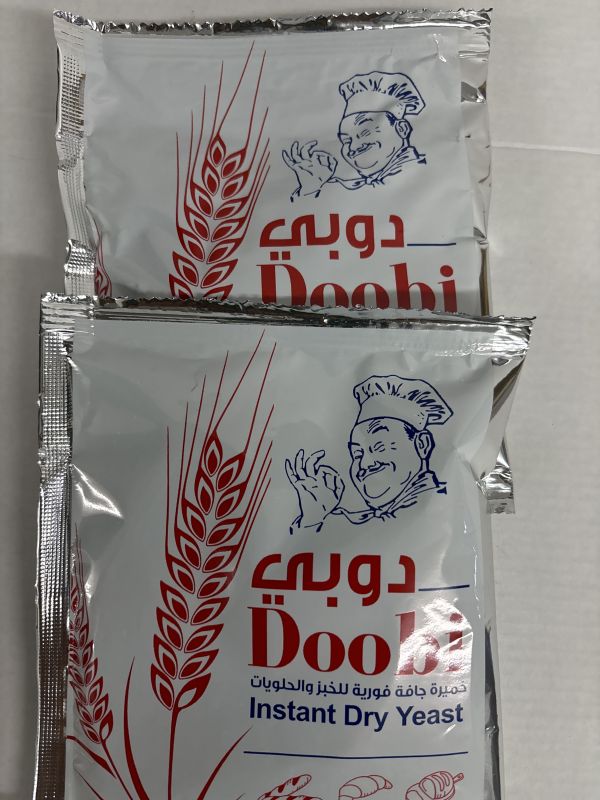 دوبي
Doobi
دوبي
Doobi
خميرة جافة فورية للخبز والحلويات
Instant Dry Yeast